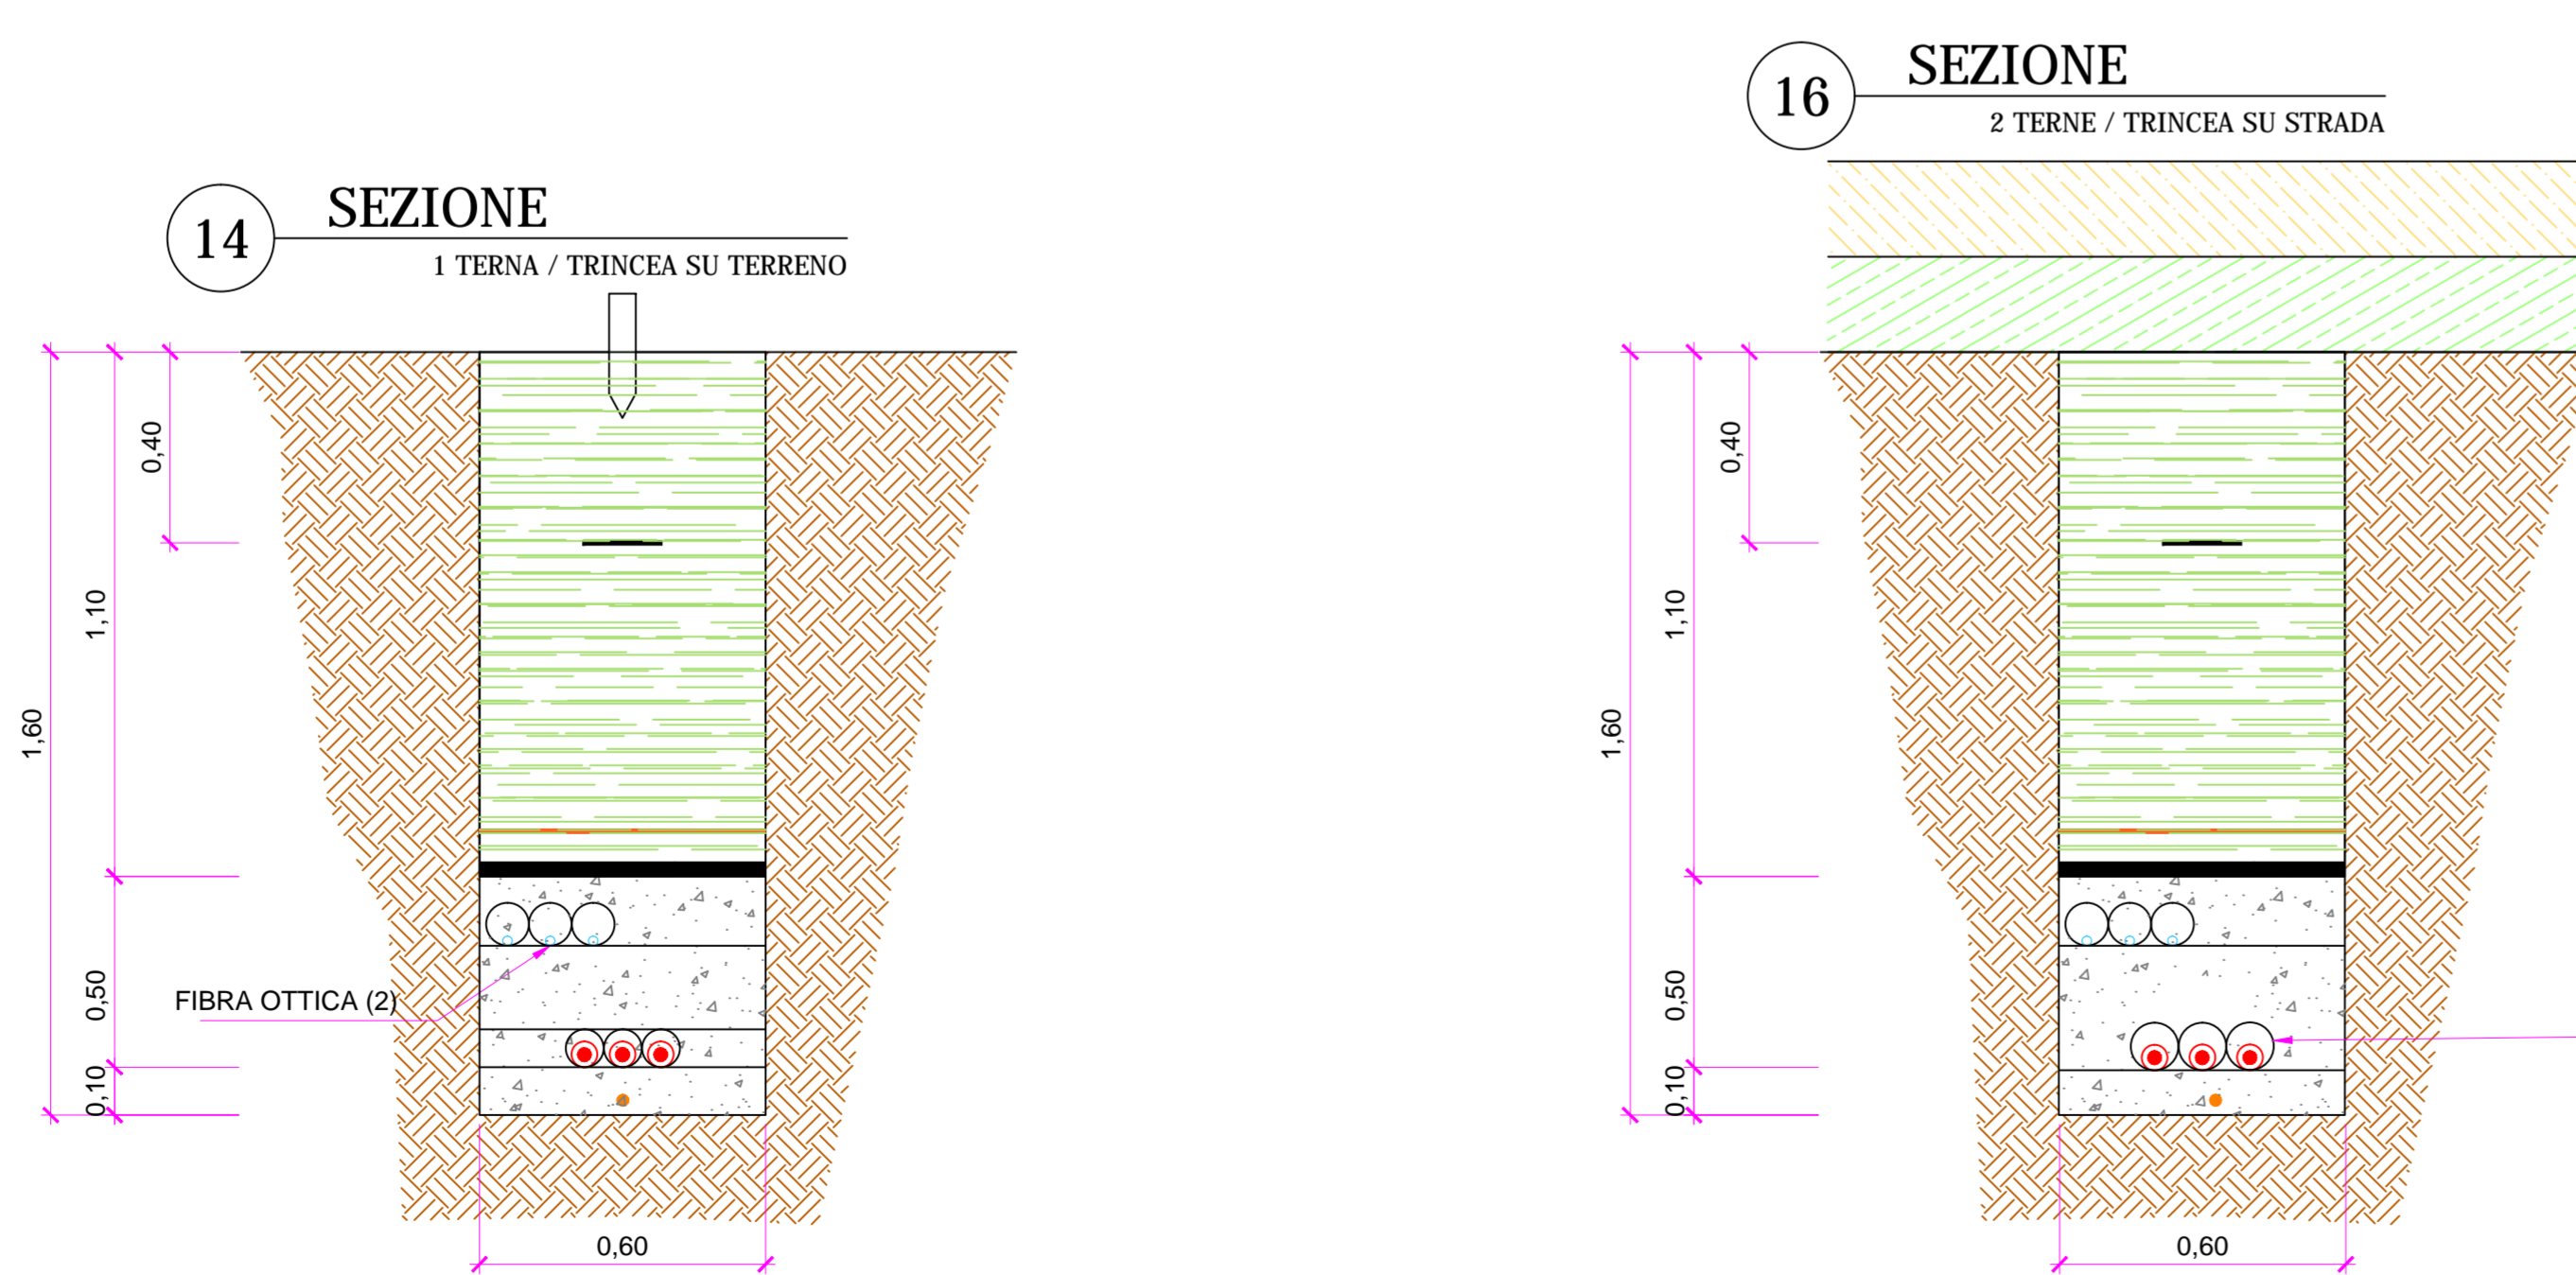 14
SEZIONE
1 TERNA / TRINCEA SU TERRENO
0,40
1,10
1,60
FIBRA OTTICA (2)
0,50
0,10
0,60
16
SEZIONE
2 TERNE / TRINCEA SU STRADA
0,40
1,10
1,60
0,50
0,10
0,60